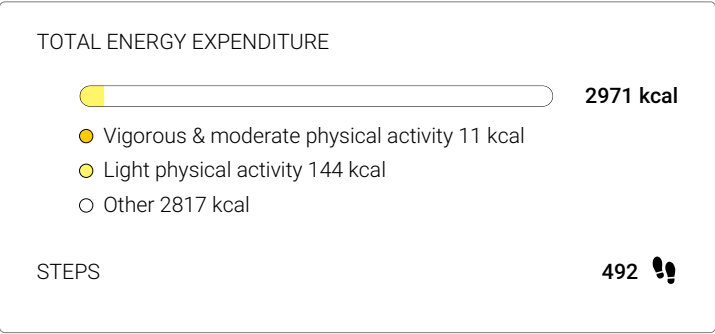 TOTAL ENERGY EXPENDITURE
2971 kcal
Vigorous & moderate physical activity 11 kcal
Light physical activity 144 kcal
Other 2817 kcal
STEPS 492